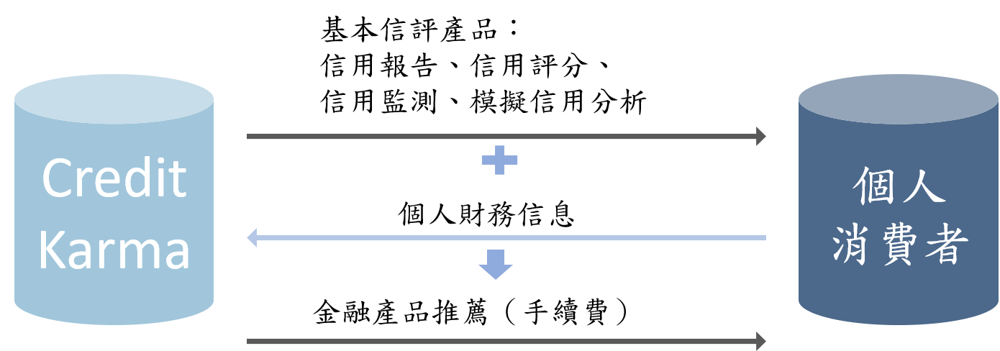 基本信評產品：
信用報告、信用評分、
信用監測、模擬信用分析
Credit
Karma
個人財務信息
個人
消費者
金融產品推薦（手續費）